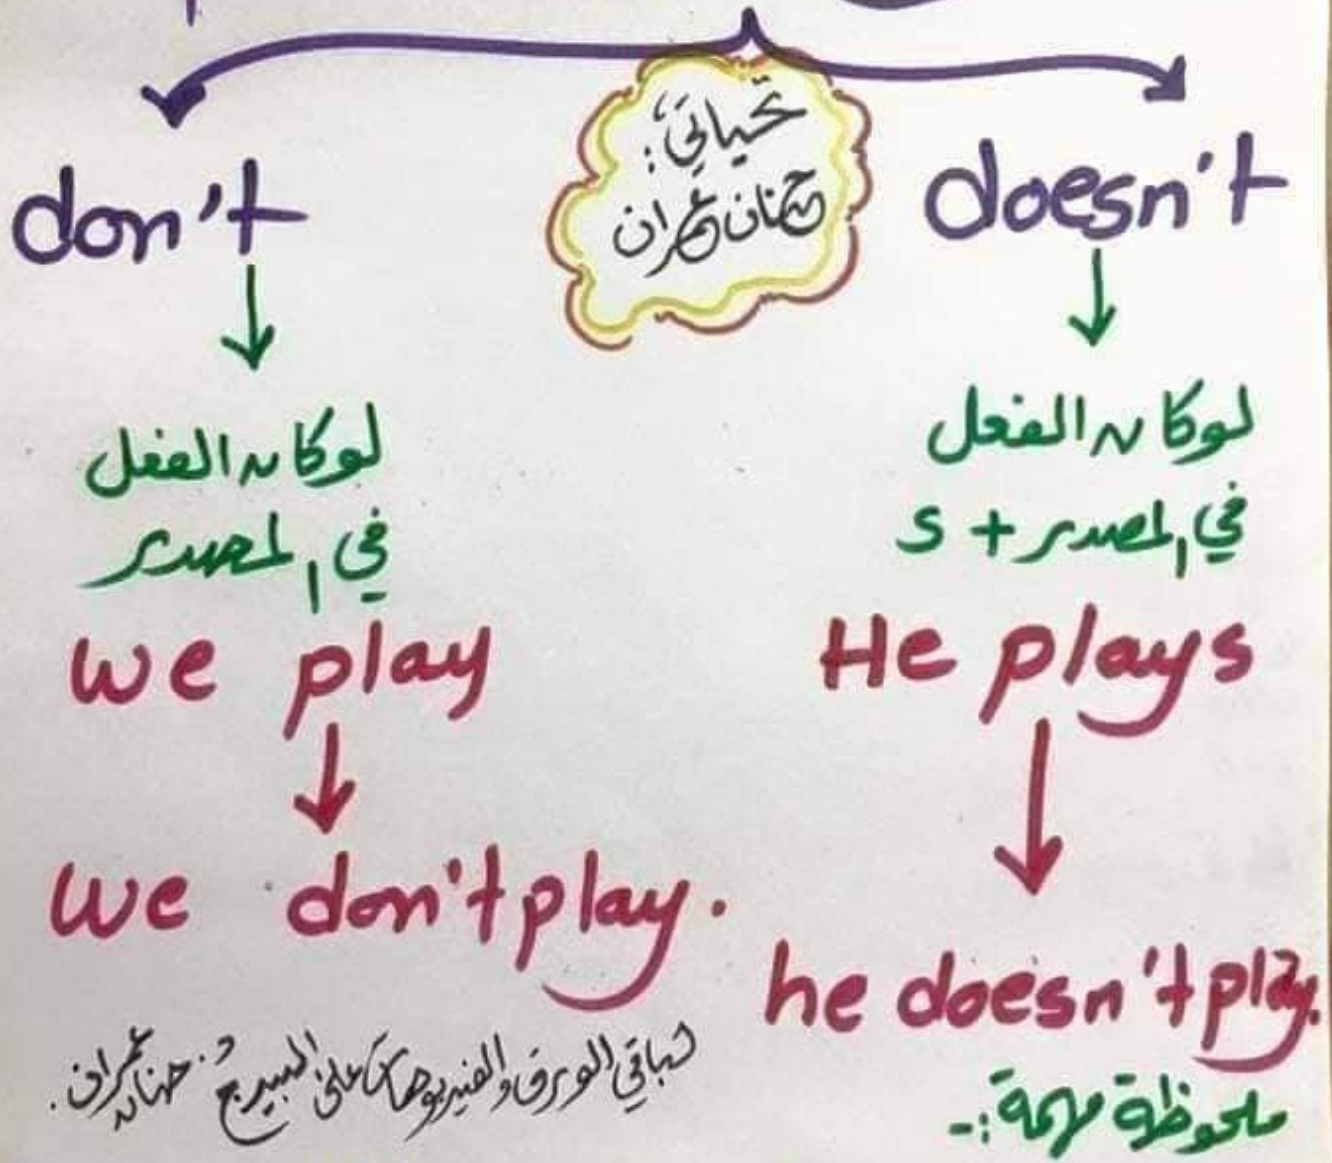 don't
doesn't
تحياتي:
حنان عمران
لو كان الفعل
في المصدر
لو كان الفعل
في المصدر + s
we play
He plays
we don't play.
he doesn't play.
لباقي الورق والفيديوهات على البيدج: حنان عمران.
ملحوظة مهمة :-